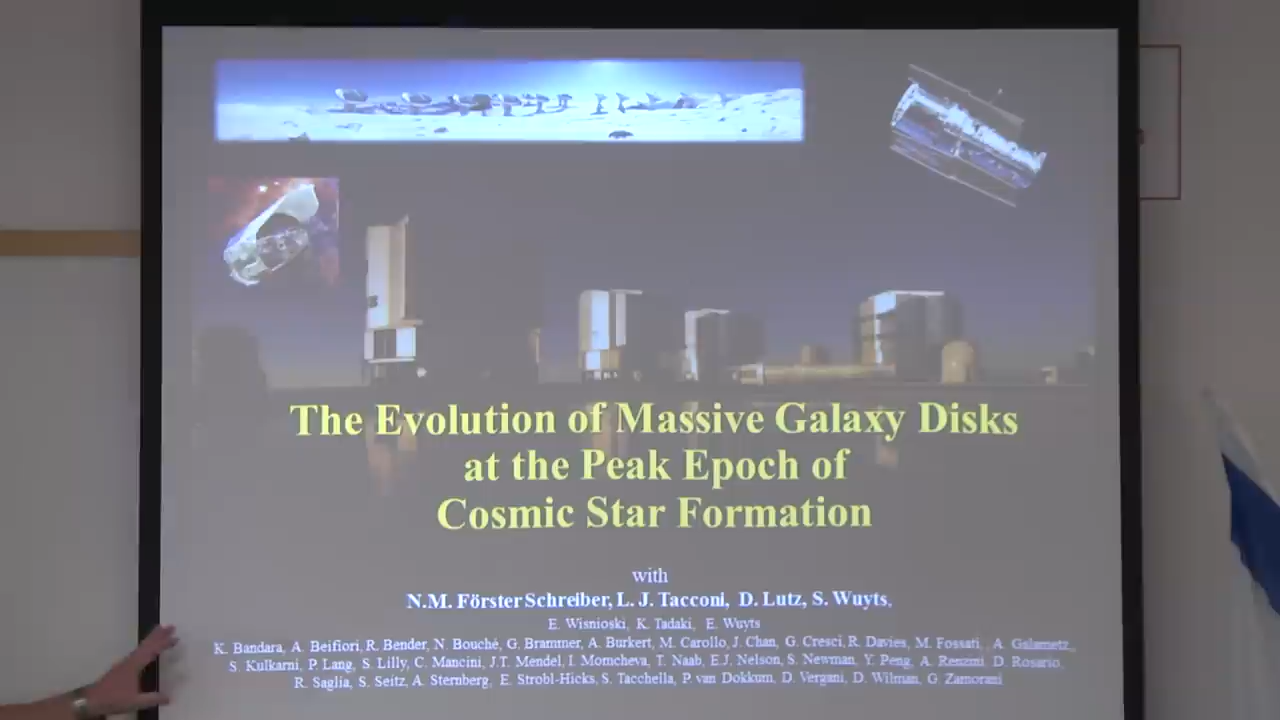 The Evolution of Massive Galaxy Disks
at the Peak Epoch of
Cosmic Star Formation
with
N.M. Förster Schreiber, L. J. Tacconi, D. Lutz, S. Wuyts,
E. Wisnioski, K. Tadaki, E. Wuyts
K. Bandara, A. Beifiori, R. Bender, N. Bouché, G. Brammer, A. Burkert, M. Carollo, J. Chan, G. Cresci, R. Davies, M. Fossati, A. Galametz,
S. Kulkarni, P. Lang, S. Lilly, C. Mancini, J.T. Mendel, I. Momcheva, T. Naab, E.J. Nelson, S. Newman, Y. Peng, A. Renzini, D. Rosario,
R. Saglia, S. Seitz, A. Sternberg, E. Strobl-Hicks, S. Tacchella, P. van Dokkum, D. Vergani, D. Wilman, G. Zamorani